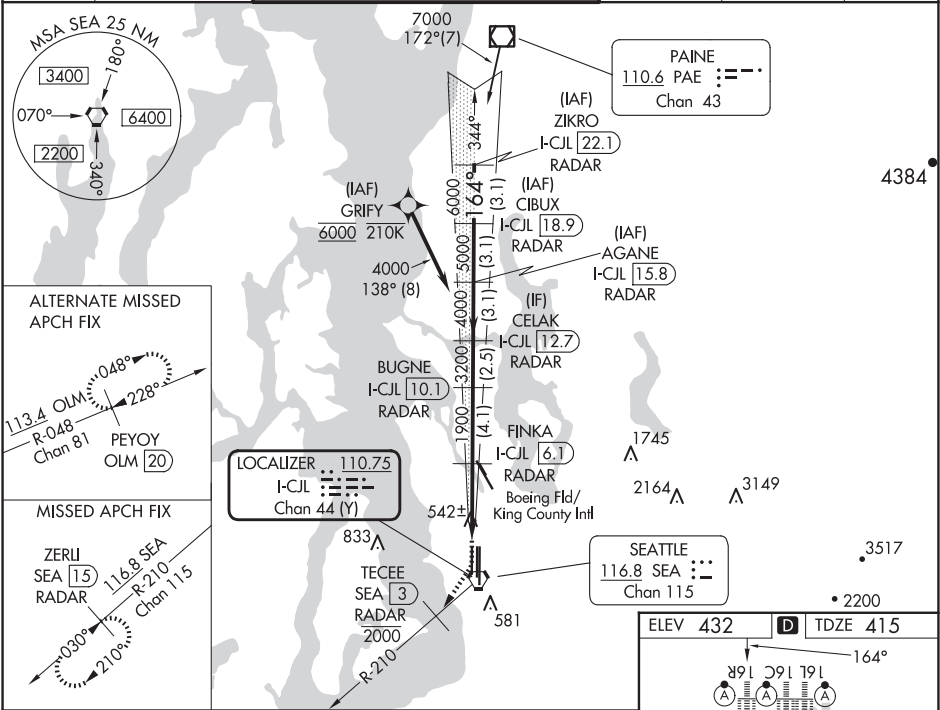 MSA SEA 25 NM
180°
3400
070°
6400
2200
340°
7000
172°(7)
PAINE
110.6 PAE
Chan 43
344°
(IAF)
ZIKRO
I-CJL 22.1
RADAR
4384
164°
6000
(3.1)
(IAF)
GRIFY
6000 210K
(IAF)
CIBUX
I-CJL 18.9
RADAR
5000
(3.1)
(IAF)
AGANE
I-CJL 15.8
RADAR
4000
138° (8)
4000
(3.1)
(IF)
CELAK
I-CJL 12.7
RADAR
3200
(2.5)
BUGNE
I-CJL 10.1
RADAR
1900
(4.1)
FINKA
I-CJL 6.1
RADAR
Boeing Fld/
King County Intl
1745
2164
3149
ALTERNATE MISSED
APCH FIX
048°
228°
113.4 OLM
R-048
Chan 81
PEYOY
OLM 20
LOCALIZER 110.75
I-CJL
Chan 44 (Y)
542±
833
MISSED APCH FIX
ZERLI
SEA 15
RADAR
116.8 SEA
R-210
Chan 115
030°
210°
TECEE
SEA 3
RADAR
2000
R-210
581
SEATTLE
116.8 SEA
Chan 115
3517
2200
ELEV 432
D
TDZE 415
164°
16R 16C 16L
A A A